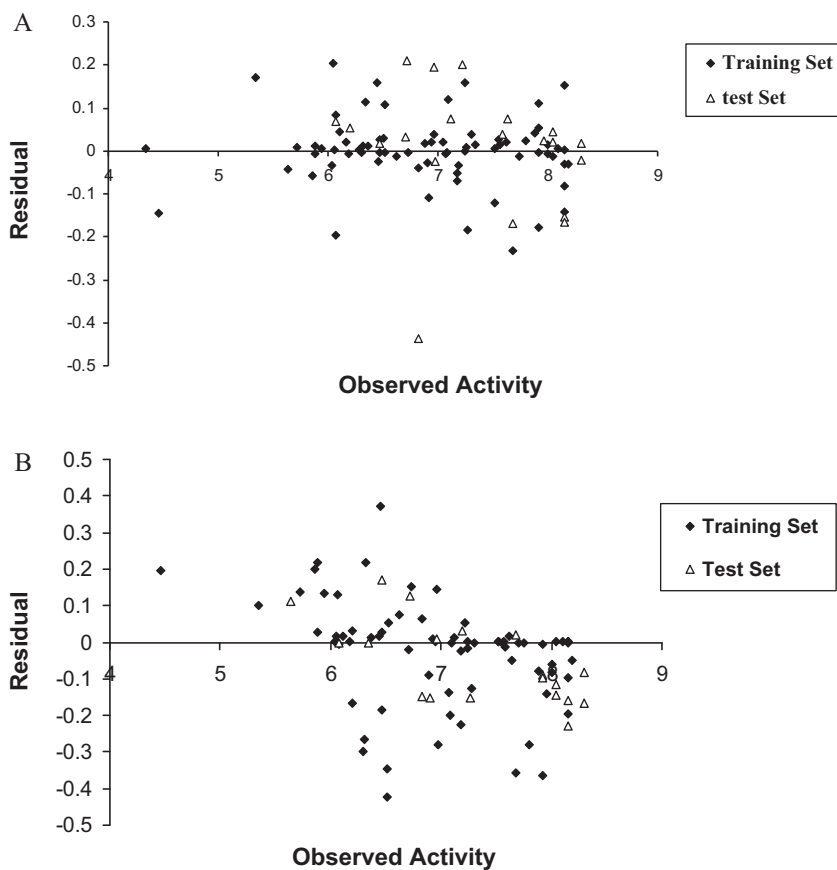 A
0.3
0.2
0.1
0
-0.1
-0.2
-0.3
-0.4
-0.5
4 5 6 7 8 9
Residual
Observed Activity
Training Set
test Set
B
0.5
0.4
0.3
0.2
0.1
0
-0.1
-0.2
-0.3
-0.4
-0.5
4 5 6 7 8 9
Residual
Observed Activity
Training Set
Test Set